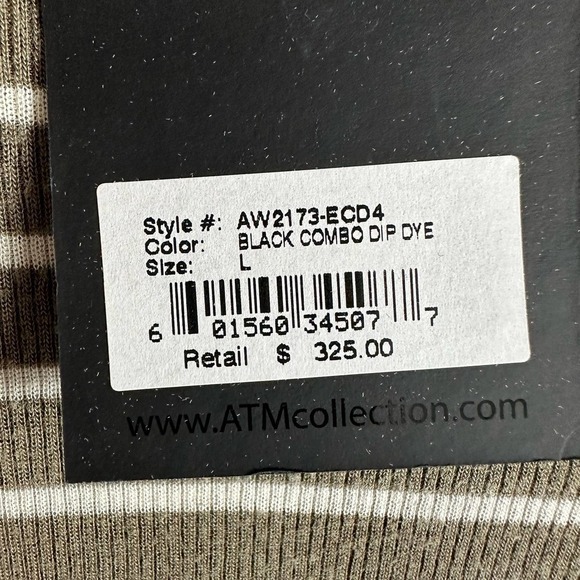 Style #: AW2173-ECD4
Color: BLACK COMBO DIP DYE
Size: L
6 01560 34507 7
Retail $ 325.00
www.ATMcollection.com